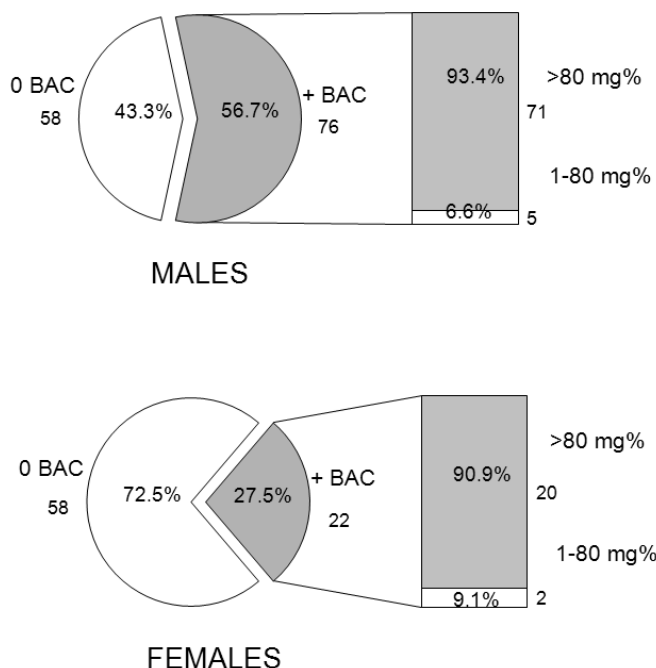 0 BAC
58
43.3%
56.7%
+ BAC
76
93.4%
>80 mg%
71
1-80 mg%
6.6%
5
MALES
0 BAC
58
72.5%
27.5%
+ BAC
22
90.9%
>80 mg%
20
1-80 mg%
9.1%
2
FEMALES